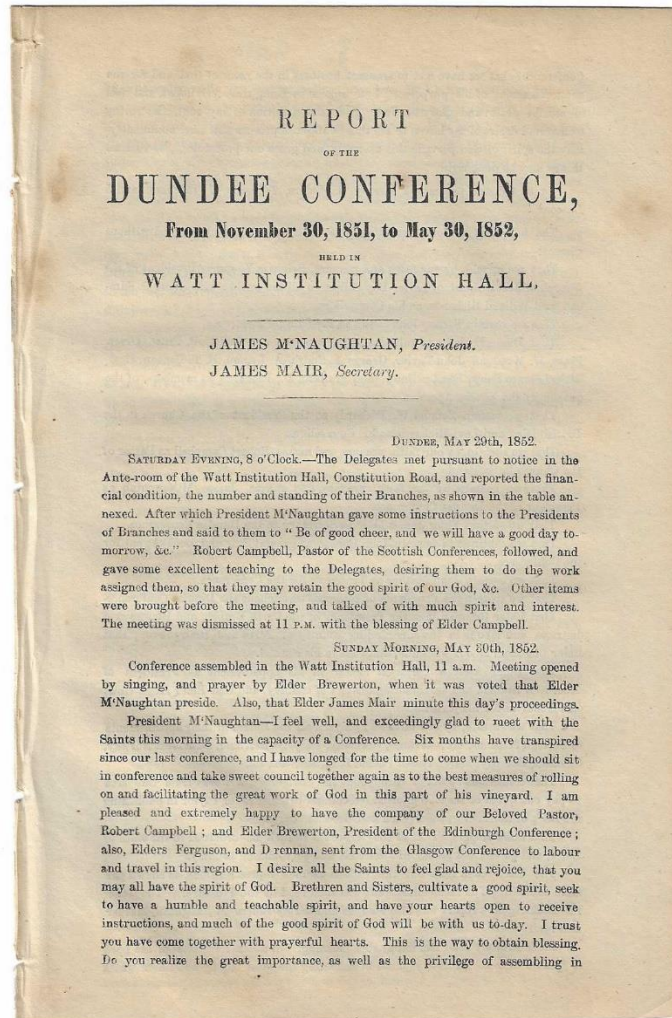 REPORT
OF THE
DUNDEE CONFERENCE,
From November 30, 1851, to May 30, 1852,
HELD IN
WATT INSTITUTION HALL,
JAMES M‘NAUGHTAN, President.
JAMES MAIR, Secretary.
DUNDEE, MAY 29th, 1852.
SATURDAY EVENING, 8 o'Clock.—The Delegates met pursuant to notice in the
Ante-room of the Watt Institution Hall, Constitution Road, and reported the finan-
cial condition, the number and standing of their Branches, as shown in the table an-
nexed. After which President M‘Naughtan gave some instructions to the Presidents
of Branches and said to them to " Be of good cheer, and we will have a good day to-
morrow, &c." Robert Campbell, Pastor of the Scottish Conferences, followed, and
gave some excellent teaching to the Delegates, desiring them to do the work
assigned them, so that they may retain the good spirit of our God, &c. Other items
were brought before the meeting, and talked of with much spirit and interest.
The meeting was dismissed at 11 P.M. with the blessing of Elder Campbell.
SUNDAY MORNING, MAY 30th, 1852.
Conference assembled in the Watt Institution Hall, 11 a.m. Meeting opened
by singing, and prayer by Elder Brewerton, when it was voted that Elder
M‘Naughtan preside. Also, that Elder James Mair minute this day's proceedings.
President M‘Naughtan—I feel well, and exceedingly glad to meet with the
Saints this morning in the capacity of a Conference. Six months have transpired
since our last conference, and I have longed for the time to come when we should sit
in conference and take sweet council together again as to the best measures of rolling
on and facilitating the great work of God in this part of his vineyard. I am
pleased and extremely happy to have the company of our Beloved Pastor,
Robert Campbell ; and Elder Brewerton, President of the Edinburgh Conference ;
also, Elders Ferguson, and D rennan, sent from the Glasgow Conference to labour
and travel in this region. I desire all the Saints to feel glad and rejoice, that you
may all have the spirit of God. Brethren and Sisters, cultivate a good spirit, seek
to have a humble and teachable spirit, and have your hearts open to receive
instructions, and much of the good spirit of God will be with us to-day. I trust
you have come together with prayerful hearts. This is the way to obtain blessing.
Do you realize the great importance, as well as the privilege of assembling in